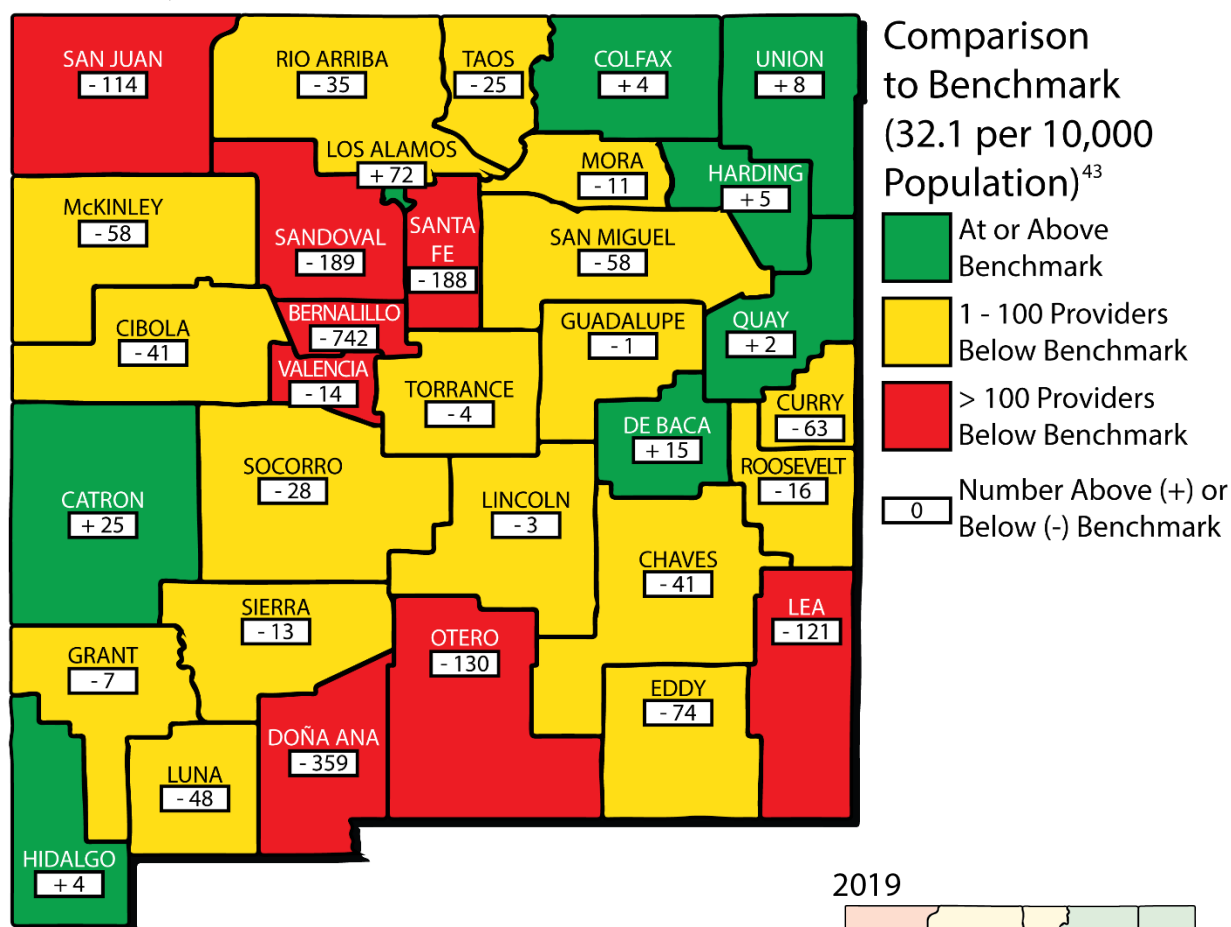 SAN JUAN
- 114
RIO ARRIBA
- 35
TAOS
- 25
COLFAX
+ 4
UNION
+ 8
LOS ALAMOS
+ 72
MORA
- 11
HARDING
+ 5
McKINLEY
- 58
SANDOVAL
- 189
SANTA
FE
- 188
SAN MIGUEL
- 58
CIBOLA
- 41
BERNALILLO
- 742
VALENCIA
- 14
TORRANCE
- 4
GUADALUPE
- 1
QUAY
+ 2
CURRY
- 63
DE BACA
+ 15
ROOSEVELT
- 16
CATRON
+ 25
SOCORRO
- 28
LINCOLN
- 3
CHAVES
- 41
LEA
- 121
SIERRA
- 13
OTERO
- 130
GRANT
- 7
EDDY
- 74
DOÑA ANA
- 359
LUNA
- 48
HIDALGO
+ 4
Comparison
to Benchmark
(32.1 per 10,000
Population)⁴³
At or Above
Benchmark
1 - 100 Providers
Below Benchmark
> 100 Providers
Below Benchmark
0
Number Above (+) or
Below (-) Benchmark
2019